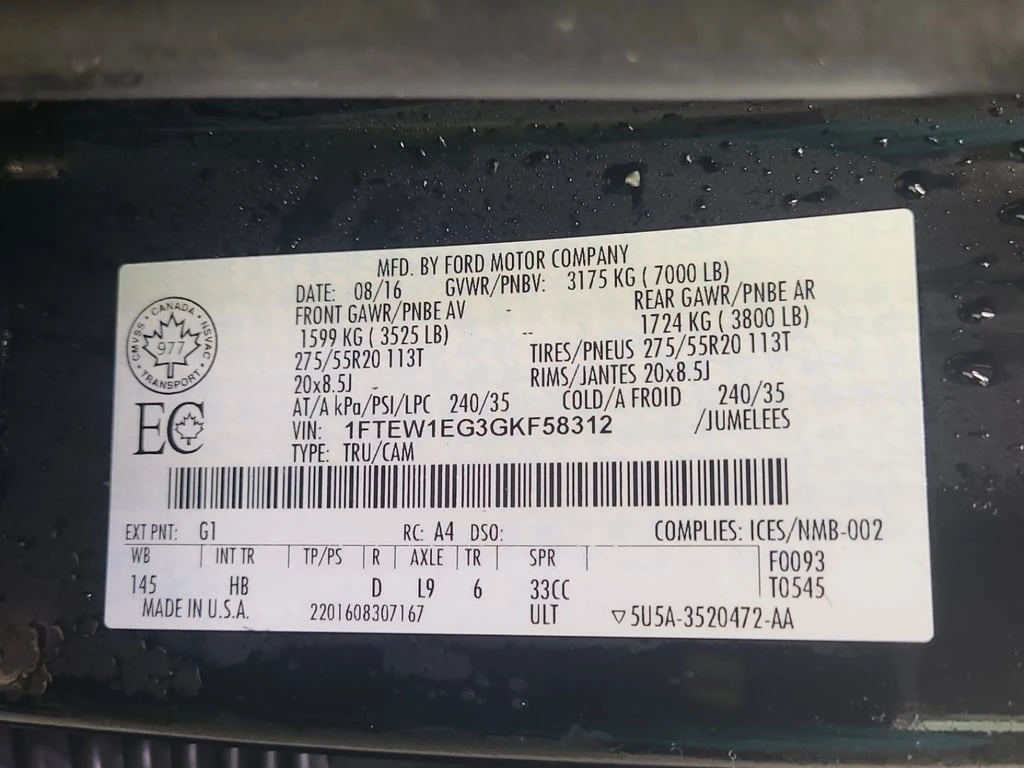 MFD. BY FORD MOTOR COMPANY
DATE: 08/16 GVWR/PNBV: 3175 KG ( 7000 LB)
FRONT GAWR/PNBE AV - REAR GAWR/PNBE AR
1599 KG ( 3525 LB) -- 1724 KG ( 3800 LB)
275/55R20 113T TIRES/PNEUS 275/55R20 113T
20x8.5J - RIMS/JANTES 20x8.5J
AT/A kPa/PSI/LPC 240/35 COLD/A FROID 240/35
VIN: 1FTEW1EG3GKF58312 /JUMELEES
TYPE: TRU/CAM
CANADA
CMVSS • NSVAC
977
TRANSPORT
EC
EXT PNT: G1 RC: A4 DSO: COMPLIES: ICES/NMB-002
WB INT TR TP/PS R AXLE TR SPR F0093
145 HB D L9 6 33CC T0545
MADE IN U.S.A. 2201608307167 ULT ▽5U5A-3520472-AA